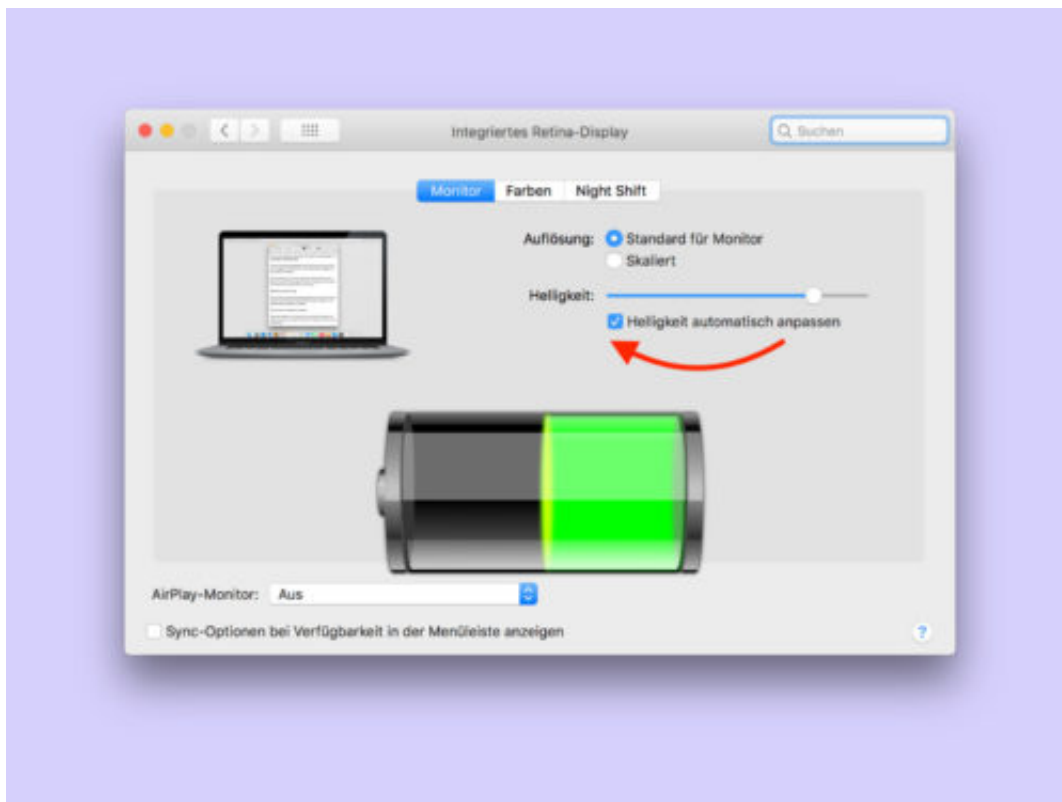 Integriertes Retina-Display
Suchen
Monitor Farben Night Shift
Auflösung: Standard für Monitor
Skaliert
Helligkeit:
Helligkeit automatisch anpassen
AirPlay-Monitor: Aus
Sync-Optionen bei Verfügbarkeit in der Menüleiste anzeigen
?